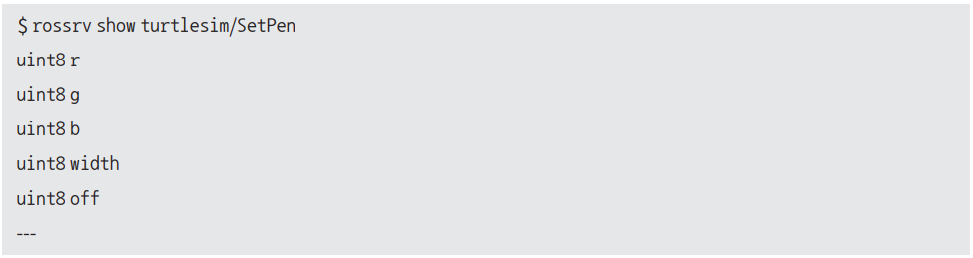 $ rossrv show turtlesim/SetPen
uint8 r
uint8 g
uint8 b
uint8 width
uint8 off
---